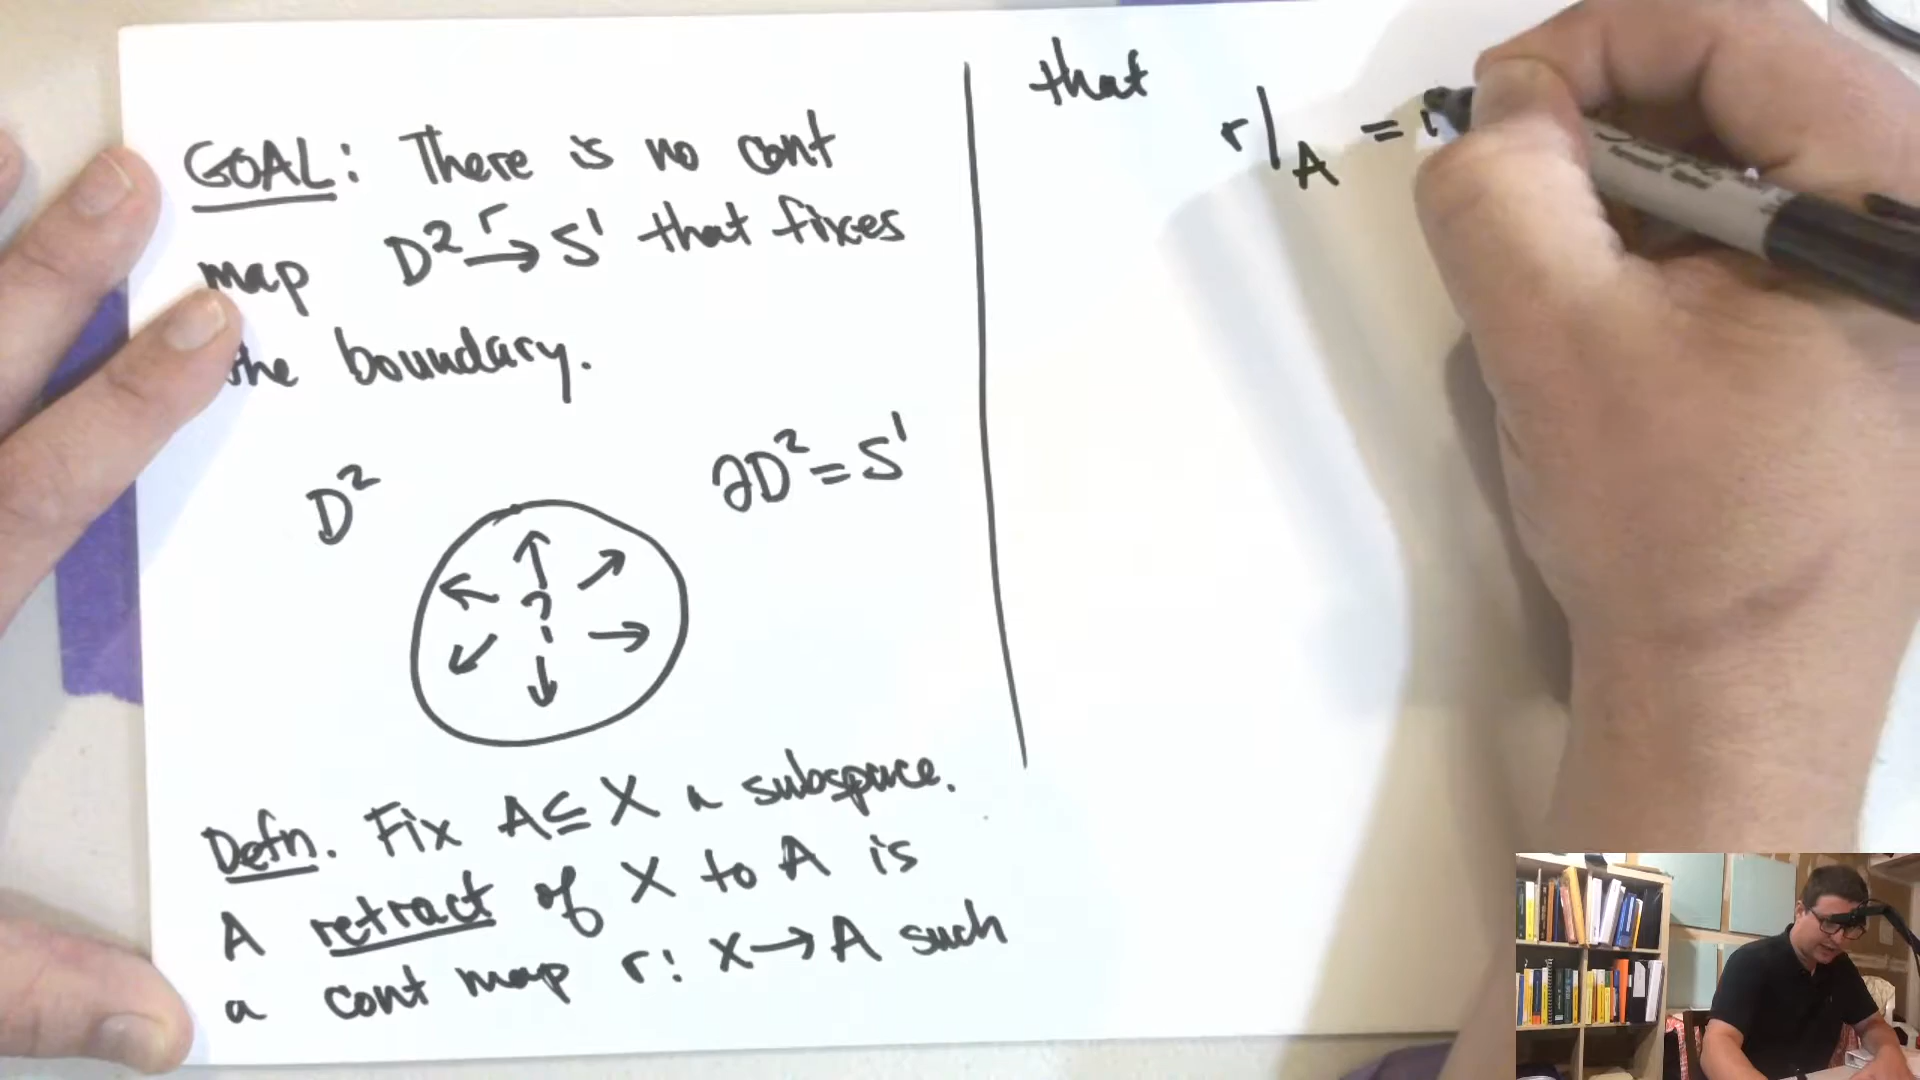 GOAL: There is no cont
map D² →r S¹ that fixes
the boundary.
D²
∂D² = S¹
?
Defn. Fix A ⊆ X a subspace.
A retract of X to A is
a cont map r: X → A such
that
r|_A = i